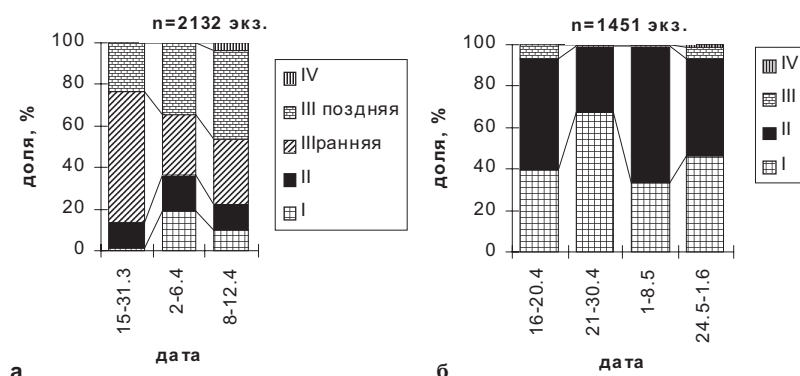 n=2132 экз.
100
80
60
40
20
0
доля, %
15-31.3
2-6.4
8-12.4
дата
IV
III поздняя
IIIранняя
II
I
а
n=1451 экз.
100
80
60
40
20
0
доля, %
16-20.4
21-30.4
1-8.5
24.5-1.6
дата
IV
III
II
I
б